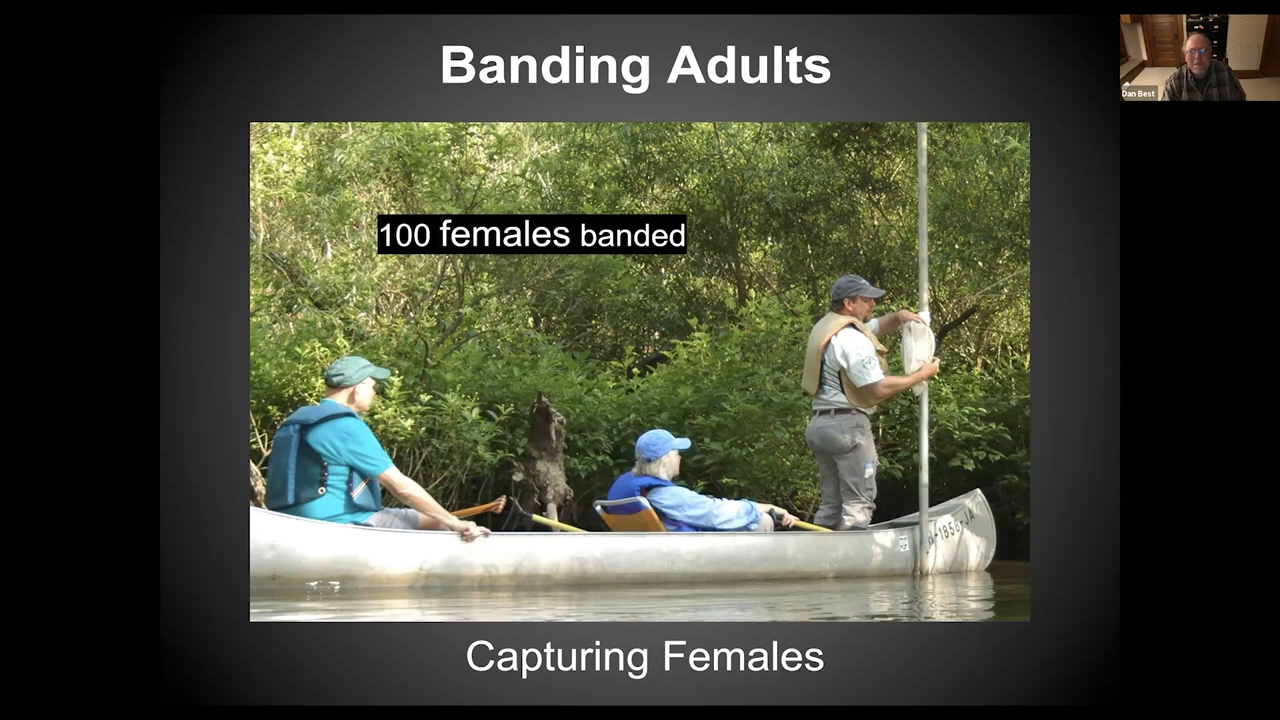 Banding Adults
Dan Best
100 females banded
Capturing Females